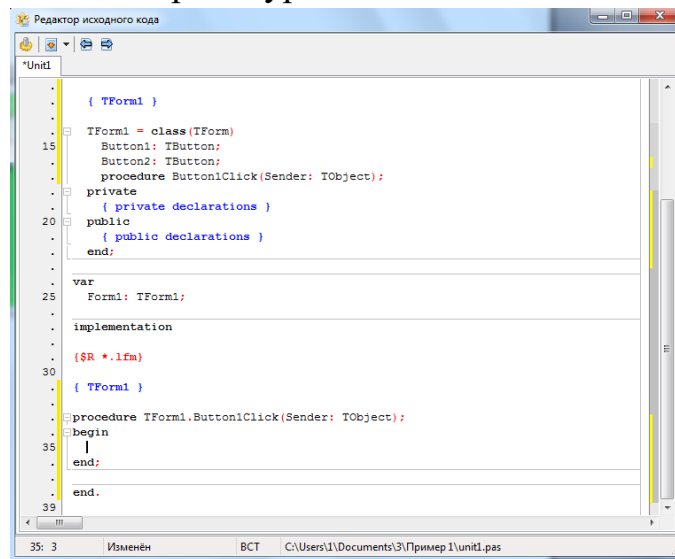 Редактор исходного кода
*Unit1
{ TForm1 }
TForm1 = class(TForm)
15 Button1: TButton;
Button2: TButton;
procedure Button1Click(Sender: TObject);
private
{ private declarations }
20 public
{ public declarations }
end;
var
25 Form1: TForm1;
implementation
{$R *.lfm}
30
{ TForm1 }
procedure TForm1.Button1Click(Sender: TObject);
begin
35
end;
end.
39
35: 3 Изменён ВСТ C:\Users\1\Documents\3\Пример 1\unit1.pas